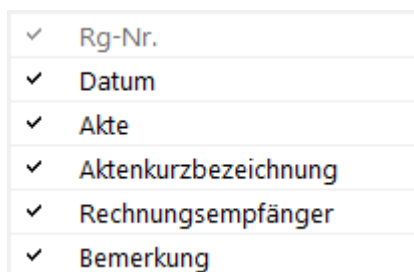 Rg-Nr.
Datum
Akte
Aktenkurzbezeichnung
Rechnungsempfänger
Bemerkung